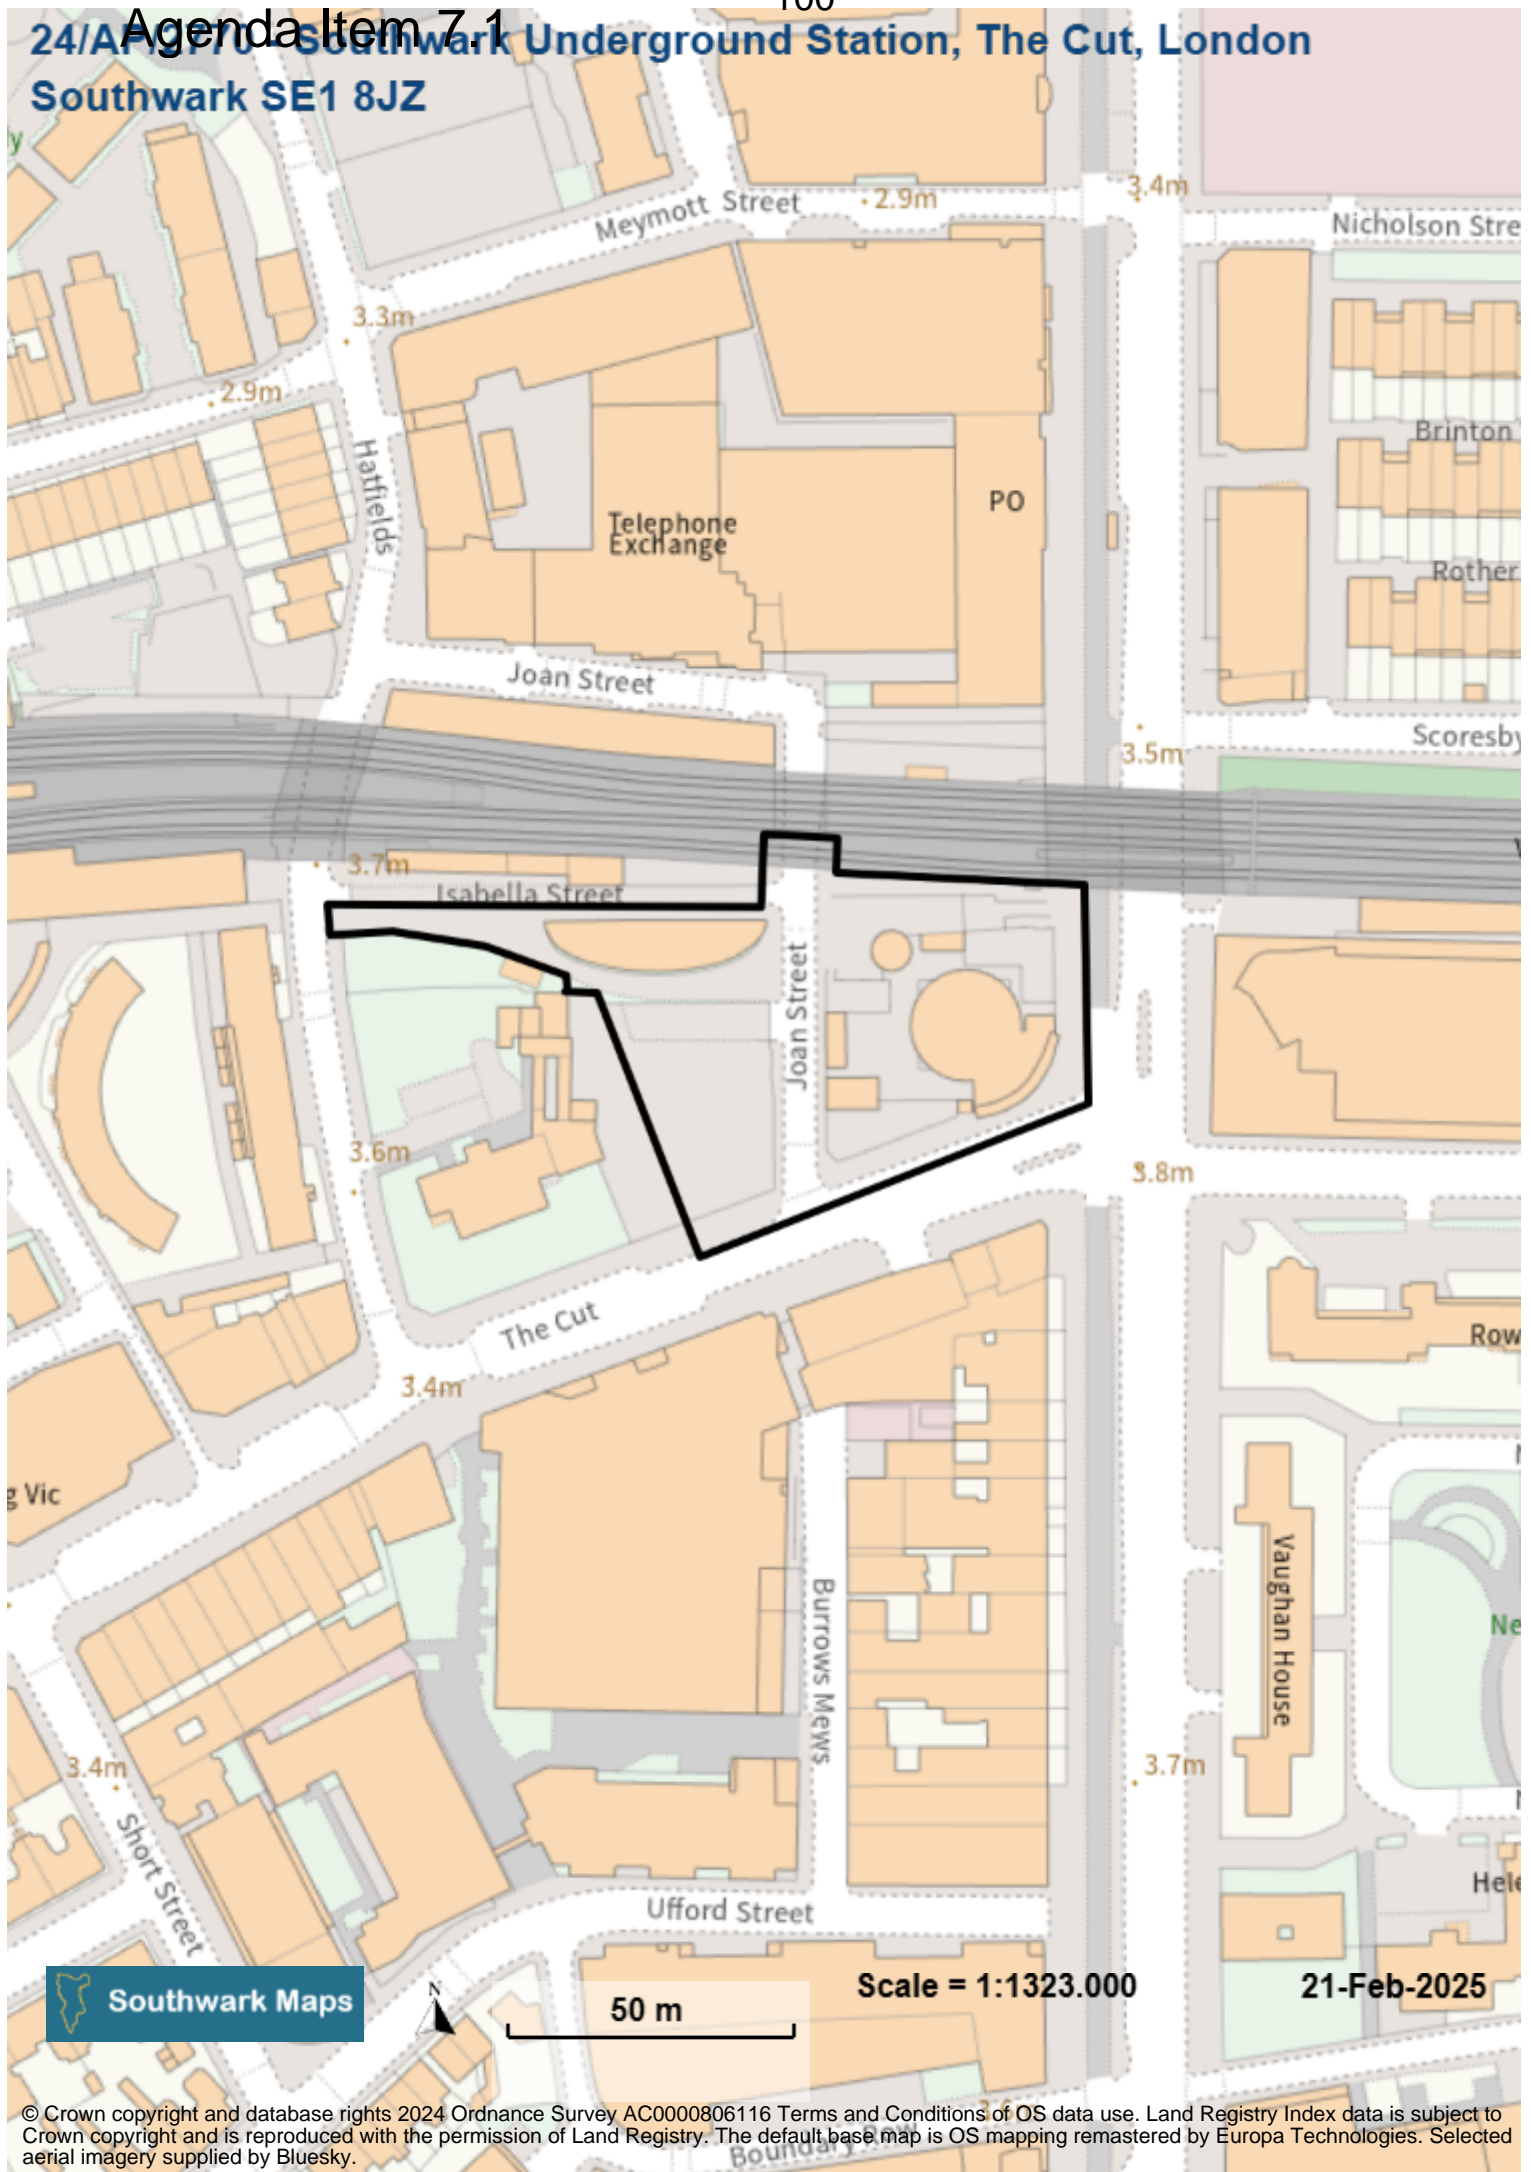 100
Agenda Item 7.1
Southwark Underground Station, The Cut, London
Southwark SE1 8JZ
y
3.4m
2.9m
Meymott Street
Nicholson Stre
3.3m
2.9m
Brinton
Hatfields
PO
Telephone
Exchange
Rother
Joan Street
Scoresby
3.5m
3.7m
Isabella Street
Joan Street
3.6m
3.8m
The Cut
Row
3.4m
g Vic
Vaughan House
Burrows Mews
Ne
3.7m
3.4m
Short Street
Hele
Ufford Street
Southwark Maps
N
50 m
Scale = 1:1323.000
21-Feb-2025
Boundary Row
© Crown copyright and database rights 2024 Ordnance Survey AC0000806116 Terms and Conditions of OS data use. Land Registry Index data is subject to
Crown copyright and is reproduced with the permission of Land Registry. The default base map is OS mapping remastered by Europa Technologies. Selected
aerial imagery supplied by Bluesky.